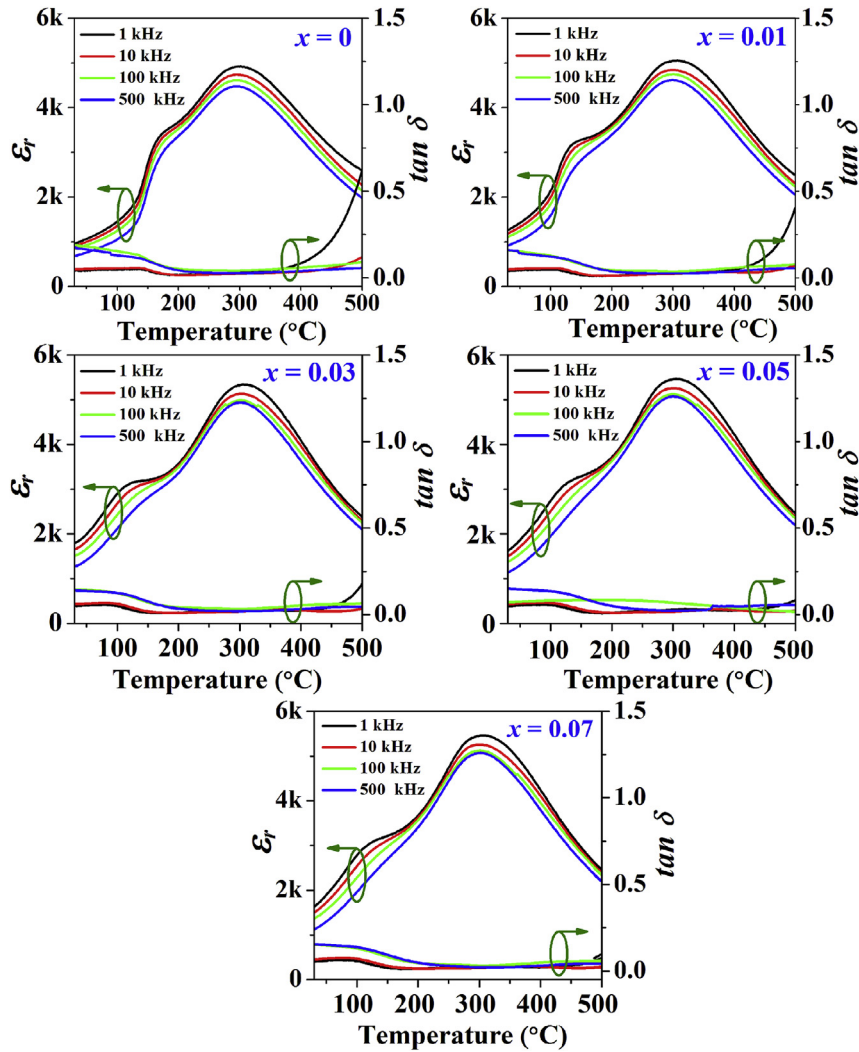 x = 0
1 kHz
10 kHz
100 kHz
500 kHz
6k
4k
2k
0
εr
1.5
1.0
0.5
0.0
tan δ
100 200 300 400 500
Temperature (°C)
x = 0.01
1 kHz
10 kHz
100 kHz
500 kHz
6k
4k
2k
0
εr
1.5
1.0
0.5
0.0
tan δ
100 200 300 400 500
Temperature (°C)
x = 0.03
1 kHz
10 kHz
100 kHz
500 kHz
6k
4k
2k
0
εr
1.5
1.0
0.5
0.0
tan δ
100 200 300 400 500
Temperature (°C)
x = 0.05
1 kHz
10 kHz
100 kHz
500 kHz
6k
4k
2k
0
εr
1.5
1.0
0.5
0.0
tan δ
100 200 300 400 500
Temperature (°C)
x = 0.07
1 kHz
10 kHz
100 kHz
500 kHz
6k
4k
2k
0
εr
1.5
1.0
0.5
0.0
tan δ
100 200 300 400 500
Temperature (°C)